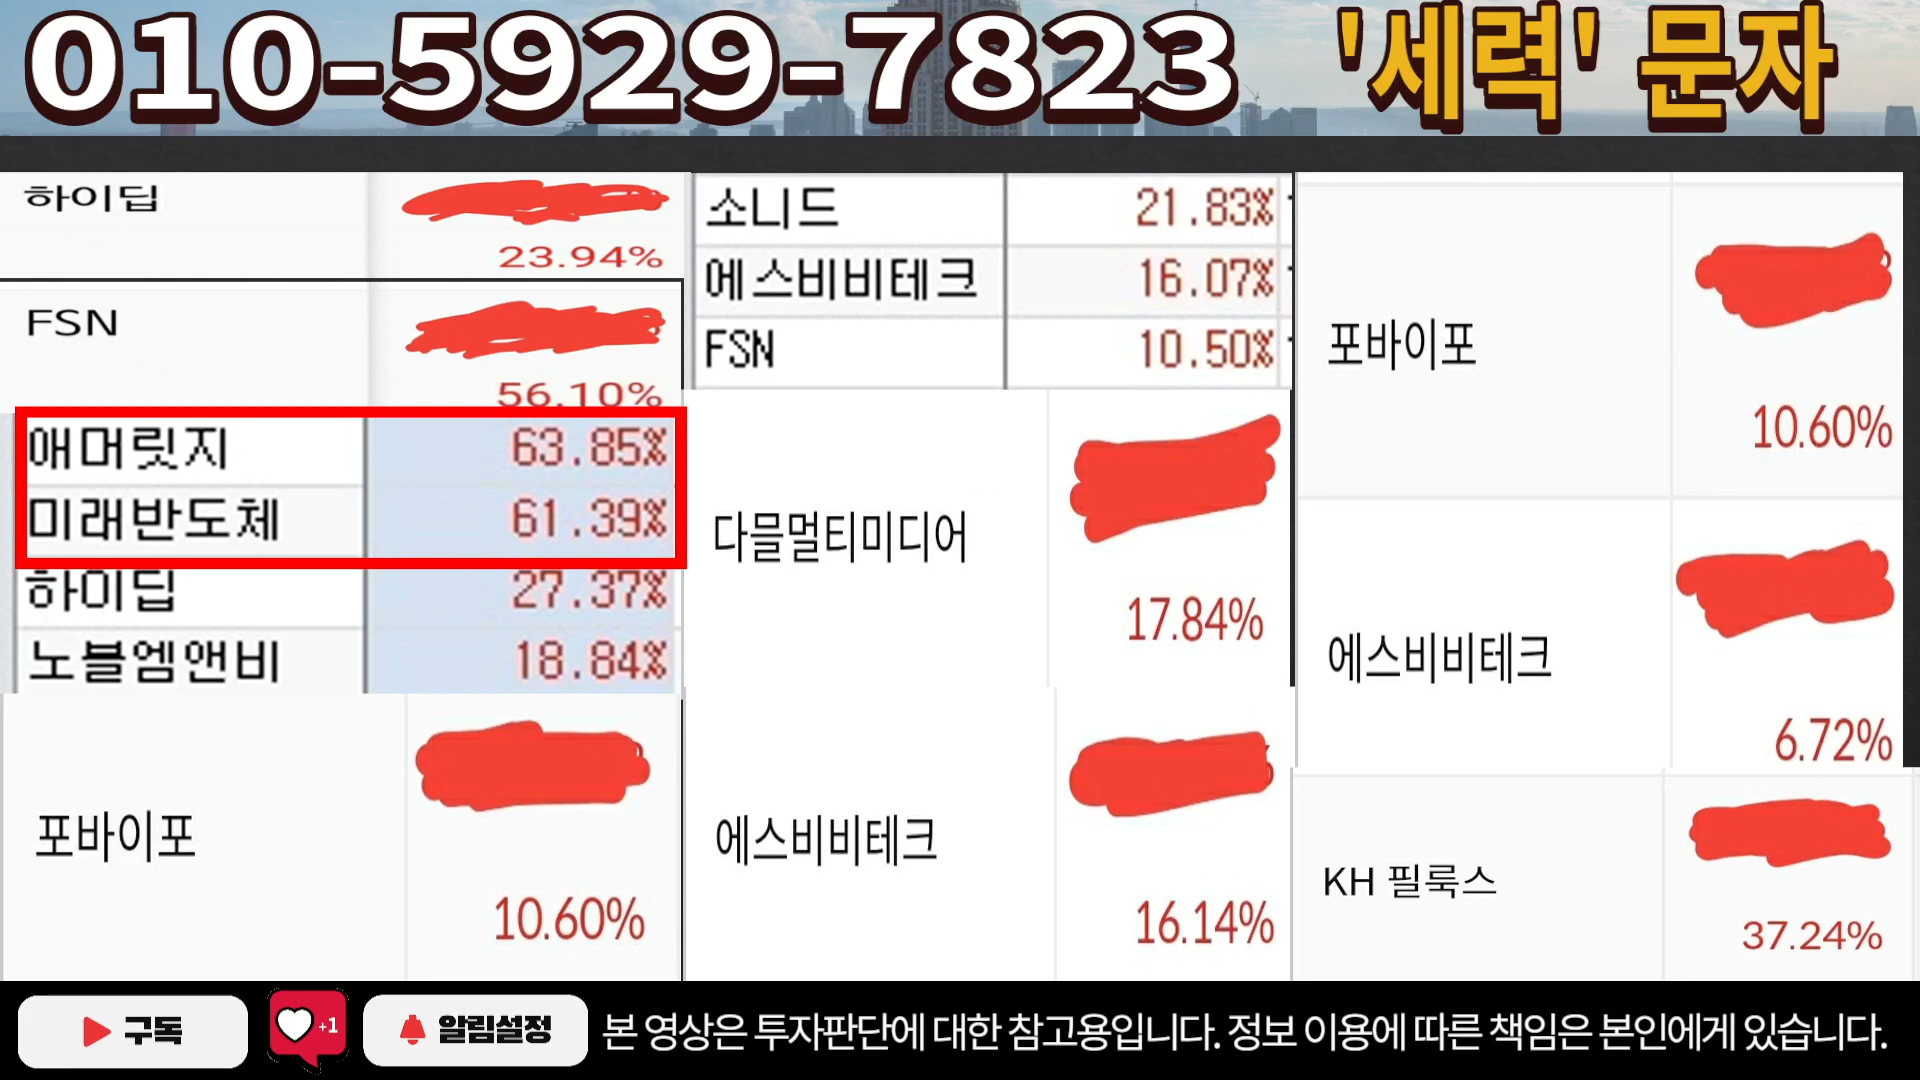 010-5929-7823 '세력' 문자
하이딥
23.94%
FSN
56.10%
애머릿지 63.85%
미래반도체 61.39%
하이딥 27.37%
노블엠앤비 18.84%
포바이포
10.60%
소니드 21.83%
에스비비테크 16.07%
FSN 10.50%
다믈멀티미디어
17.84%
에스비비테크
16.14%
포바이포
10.60%
에스비비테크
6.72%
KH 필룩스
37.24%
구독 +1 알림설정 본 영상은 투자판단에 대한 참고용입니다. 정보 이용에 따른 책임은 본인에게 있습니다.